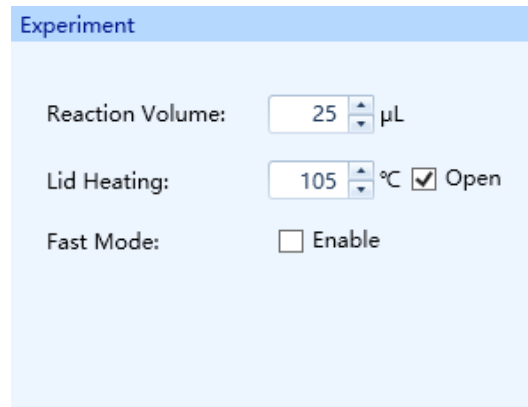 Experiment
Reaction Volume: 25 μL
Lid Heating: 105 ℃ Open
Fast Mode: Enable